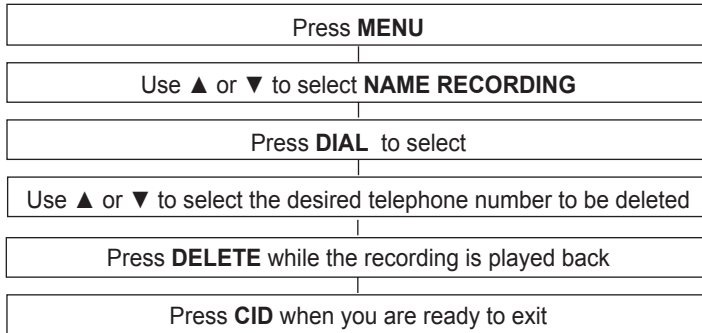 Press MENU
Use ▲ or ▼ to select NAME RECORDING
Press DIAL to select
Use ▲ or ▼ to select the desired telephone number to be deleted
Press DELETE while the recording is played back
Press CID when you are ready to exit